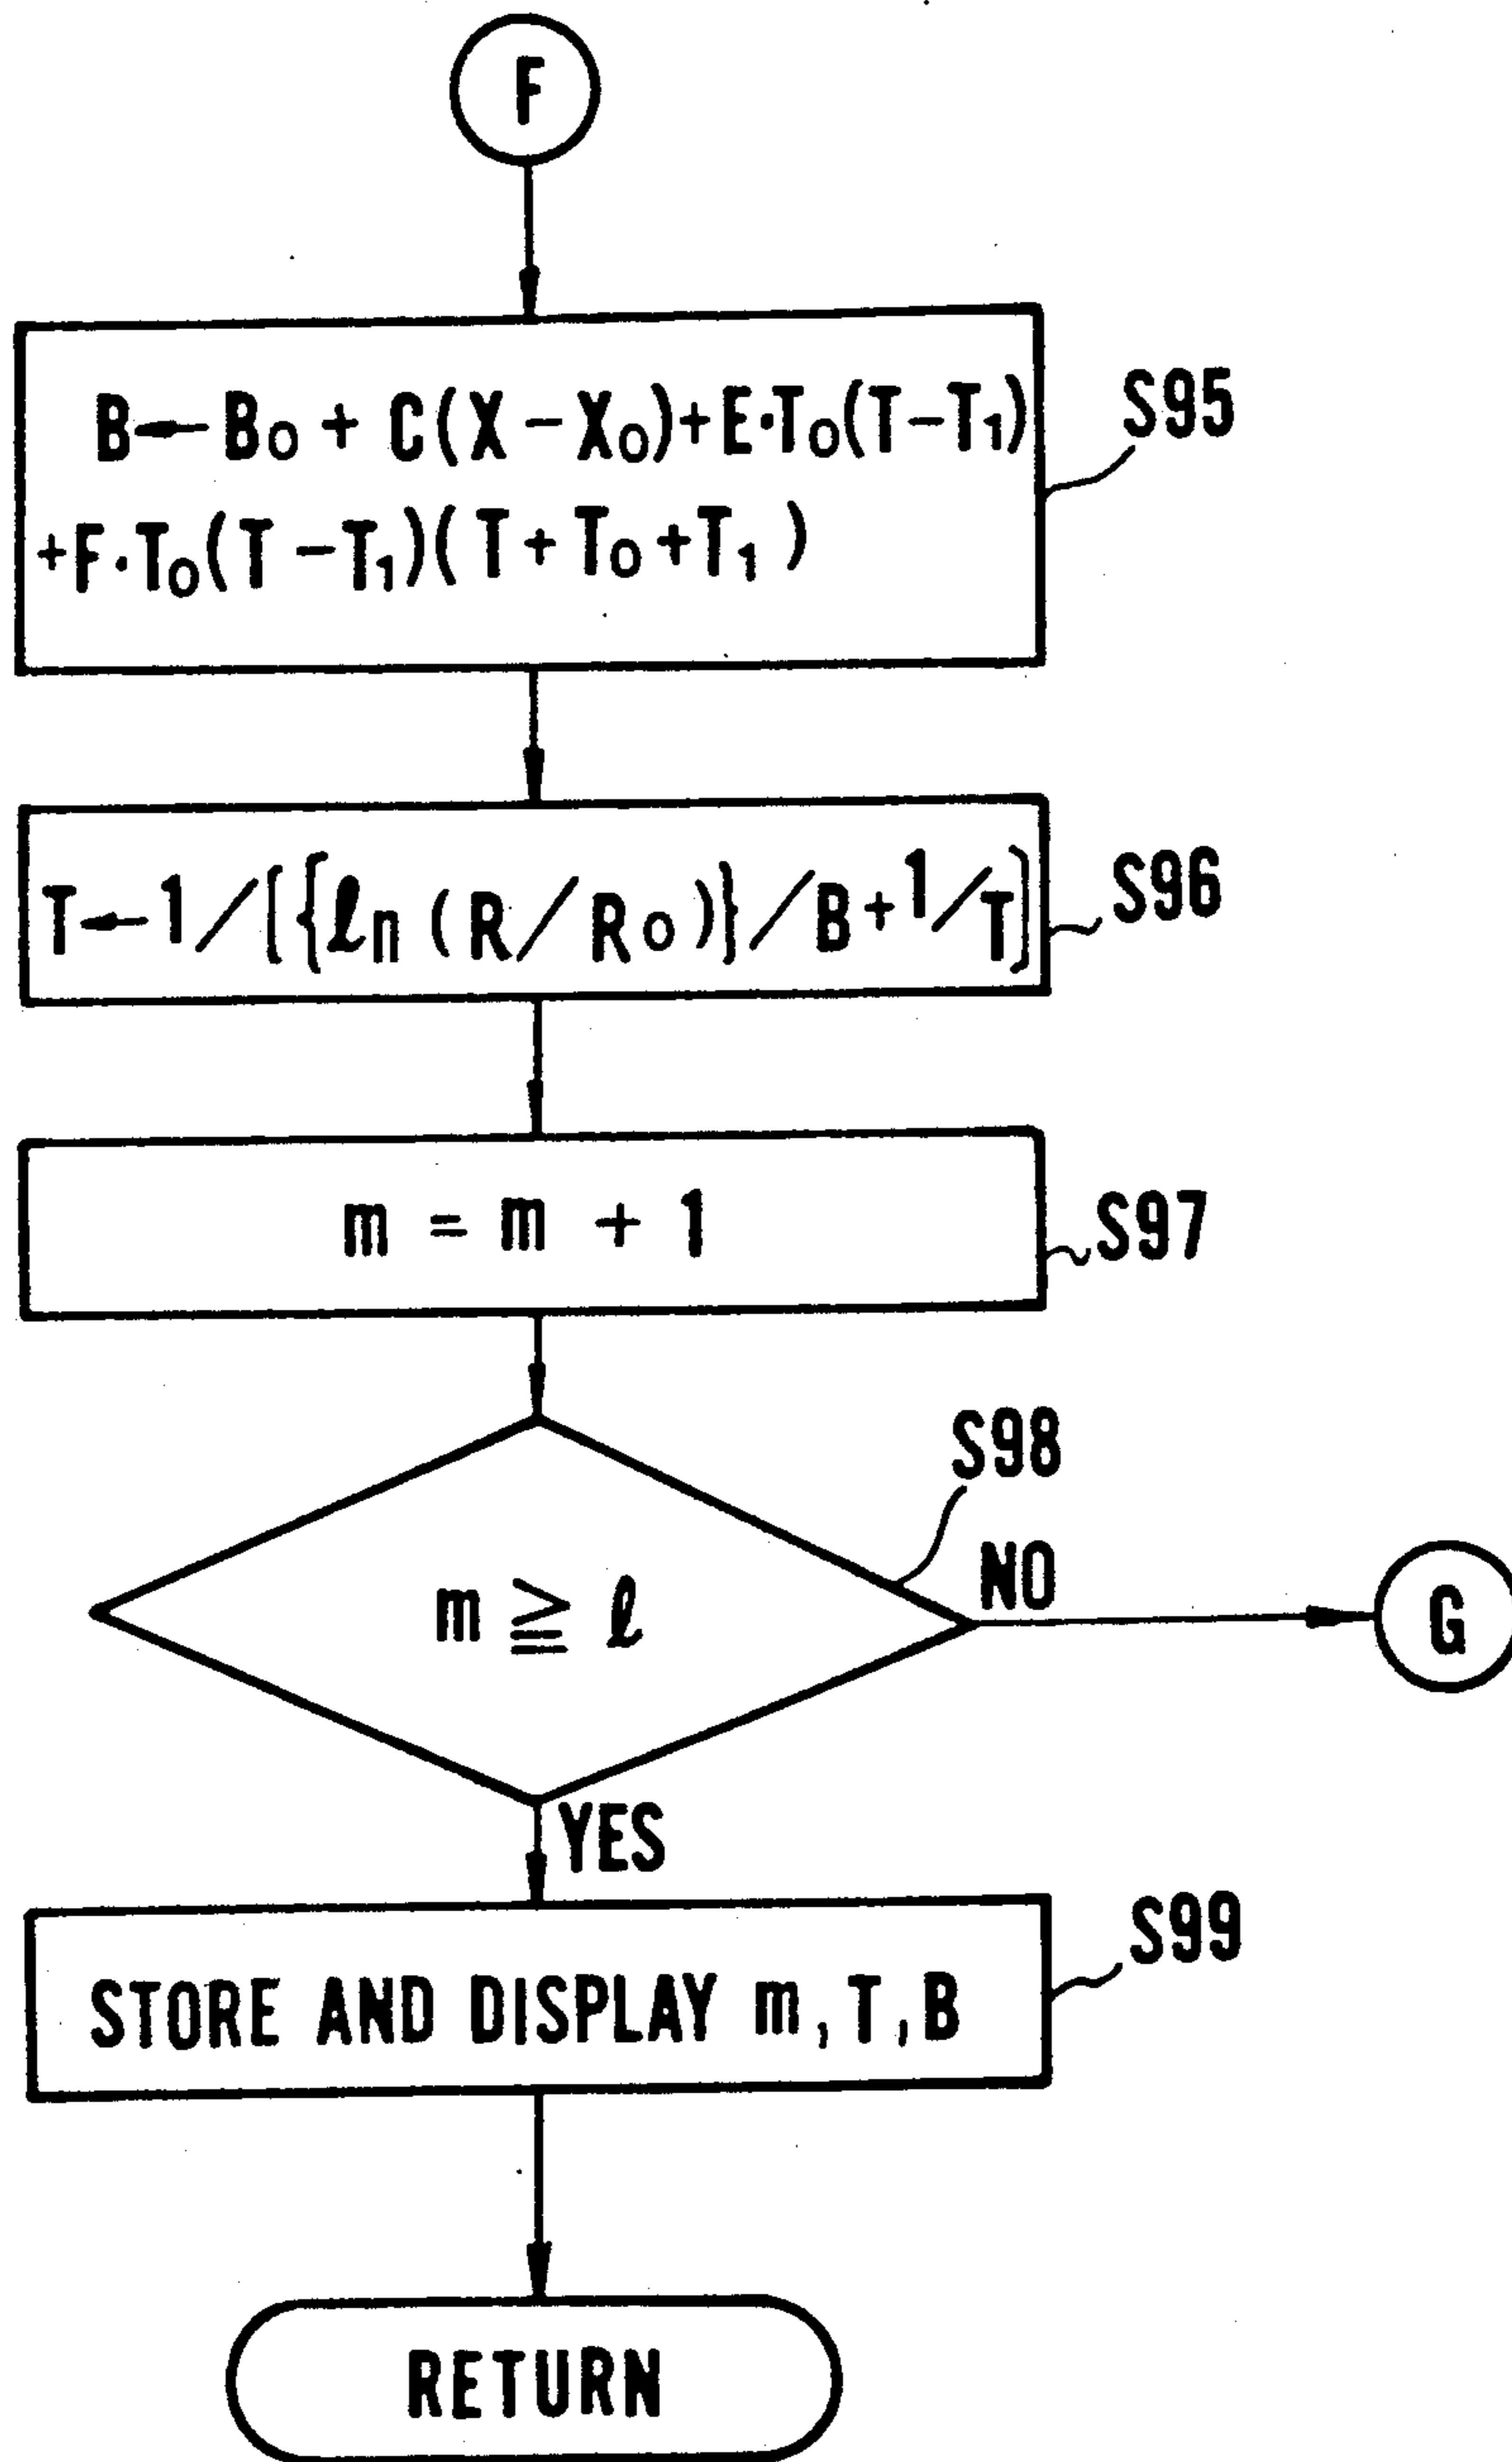 F
B←B₀ + C(X − X₀)+E·T₀(T−T₁)
+F·T₀(T−T₁)(T+T₀+T₁)
S95
T←1/[{ℓn (R/R₀)}/B+1/T]
S96
m = m + 1
S97
S98
m ≧ ℓ
NO
G
YES
STORE AND DISPLAY m, T, B
S99
RETURN